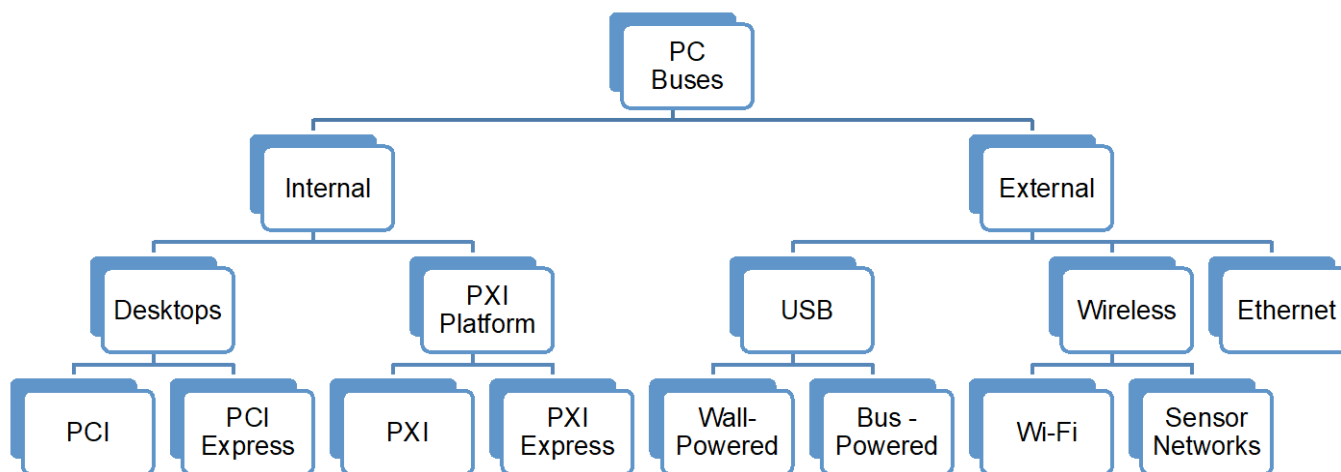 PC
Buses
Internal
External
Desktops
PXI
Platform
USB
Wireless
Ethernet
PCI
PCI
Express
PXI
PXI
Express
Wall-
Powered
Bus -
Powered
Wi-Fi
Sensor
Networks